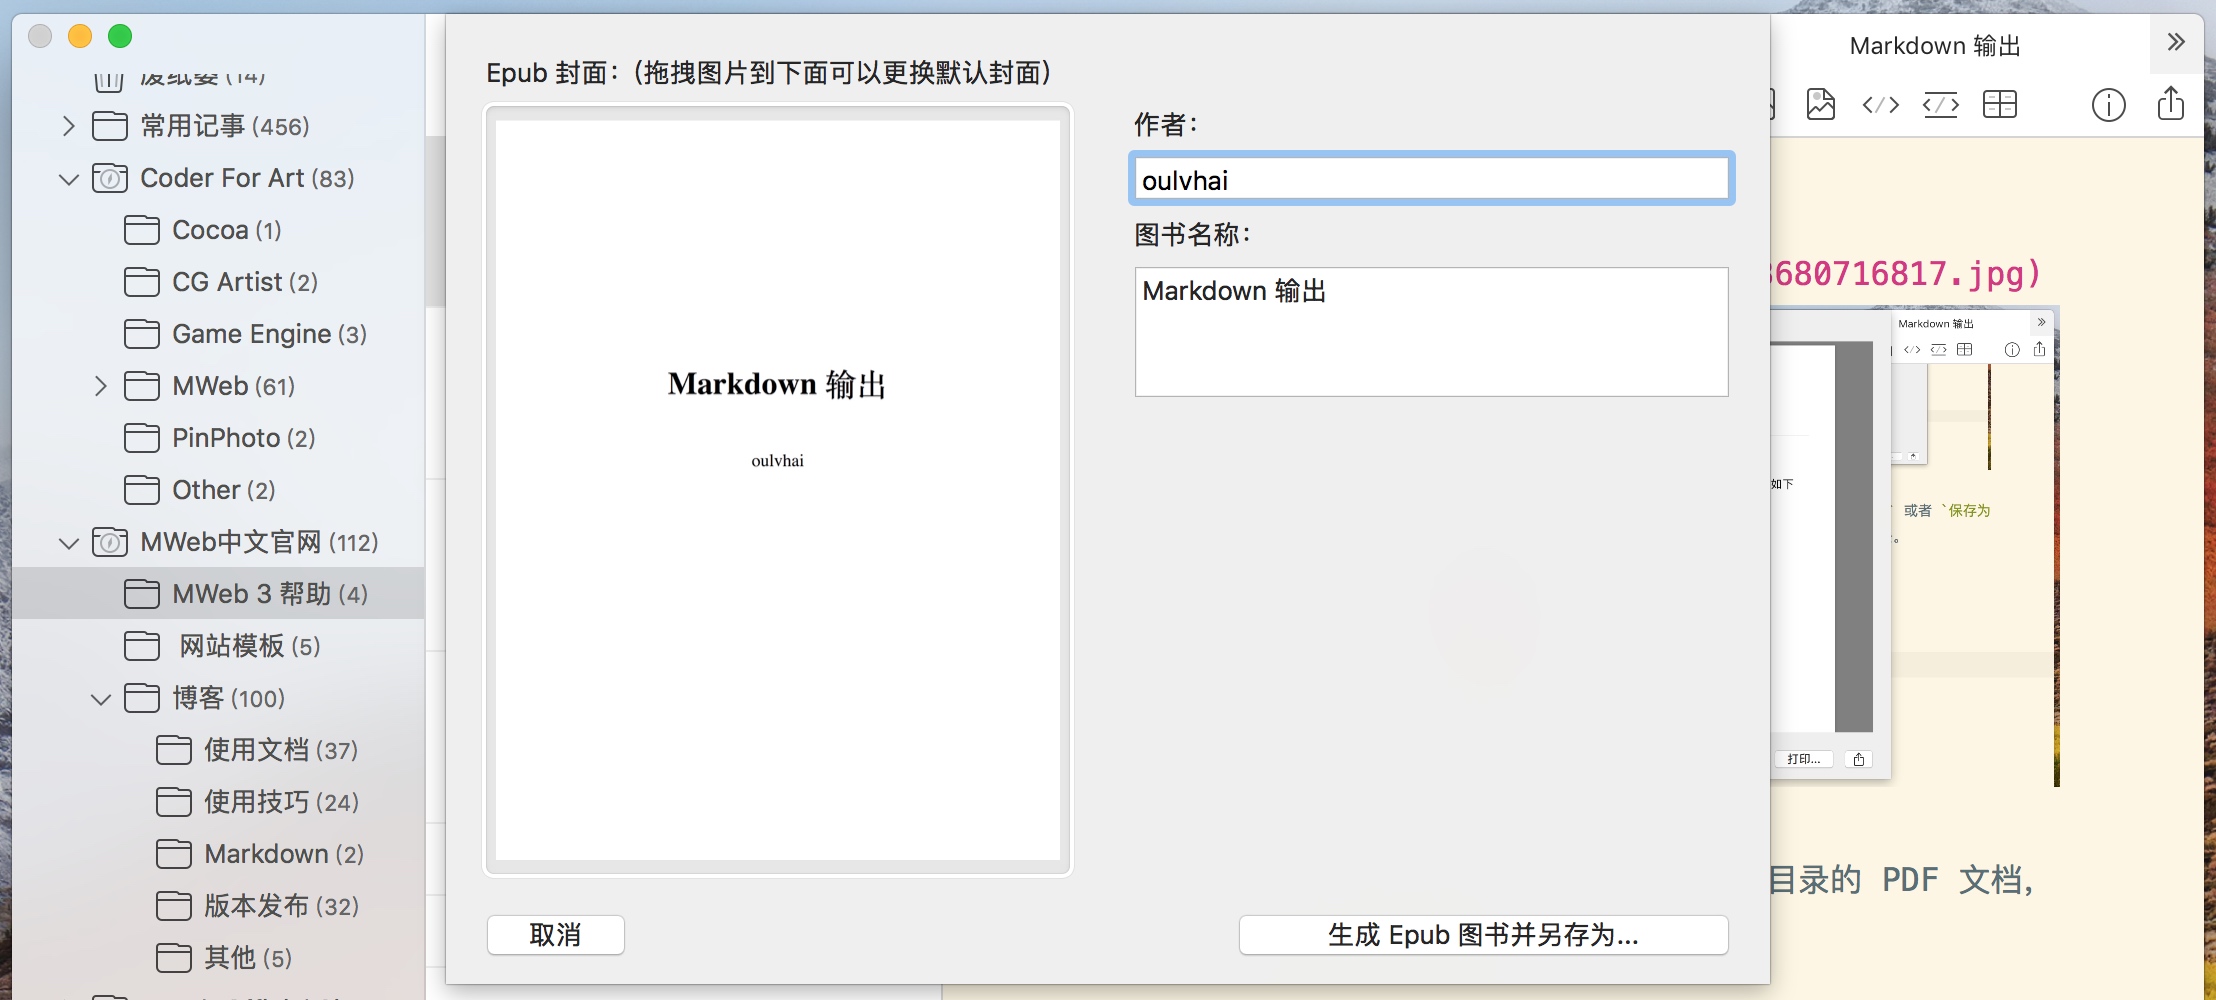 废纸篓 (14)
常用记事 (456)
Coder For Art (83)
Cocoa (1)
CG Artist (2)
Game Engine (3)
MWeb (61)
PinPhoto (2)
Other (2)
MWeb中文官网 (112)
MWeb 3 帮助 (4)
网站模板 (5)
博客 (100)
使用文档 (37)
使用技巧 (24)
Markdown (2)
版本发布 (32)
其他 (5)
Epub 封面：（拖拽图片到下面可以更换默认封面）
Markdown 输出
oulvhai
作者：
oulvhai
图书名称：
Markdown 输出
取消
生成 Epub 图书并另存为...
Markdown 输出
680716817.jpg)
Markdown 输出
如下
或者 `保存为
。
打印...
目录的 PDF 文档，